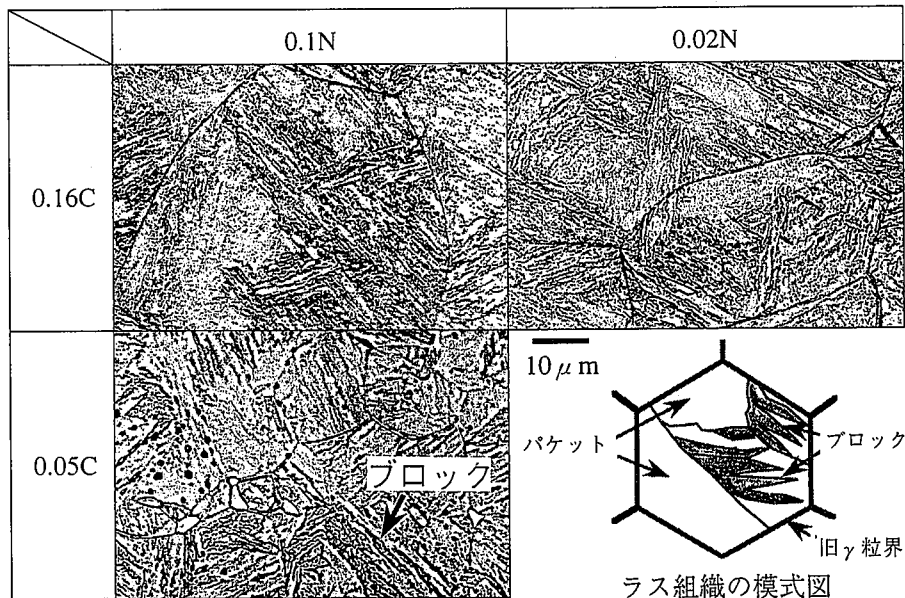 0.1N
0.02N
0.16C
0.05C
ブロック
10μm
パケット
ブロック
旧γ粒界
ラス組織の模式図